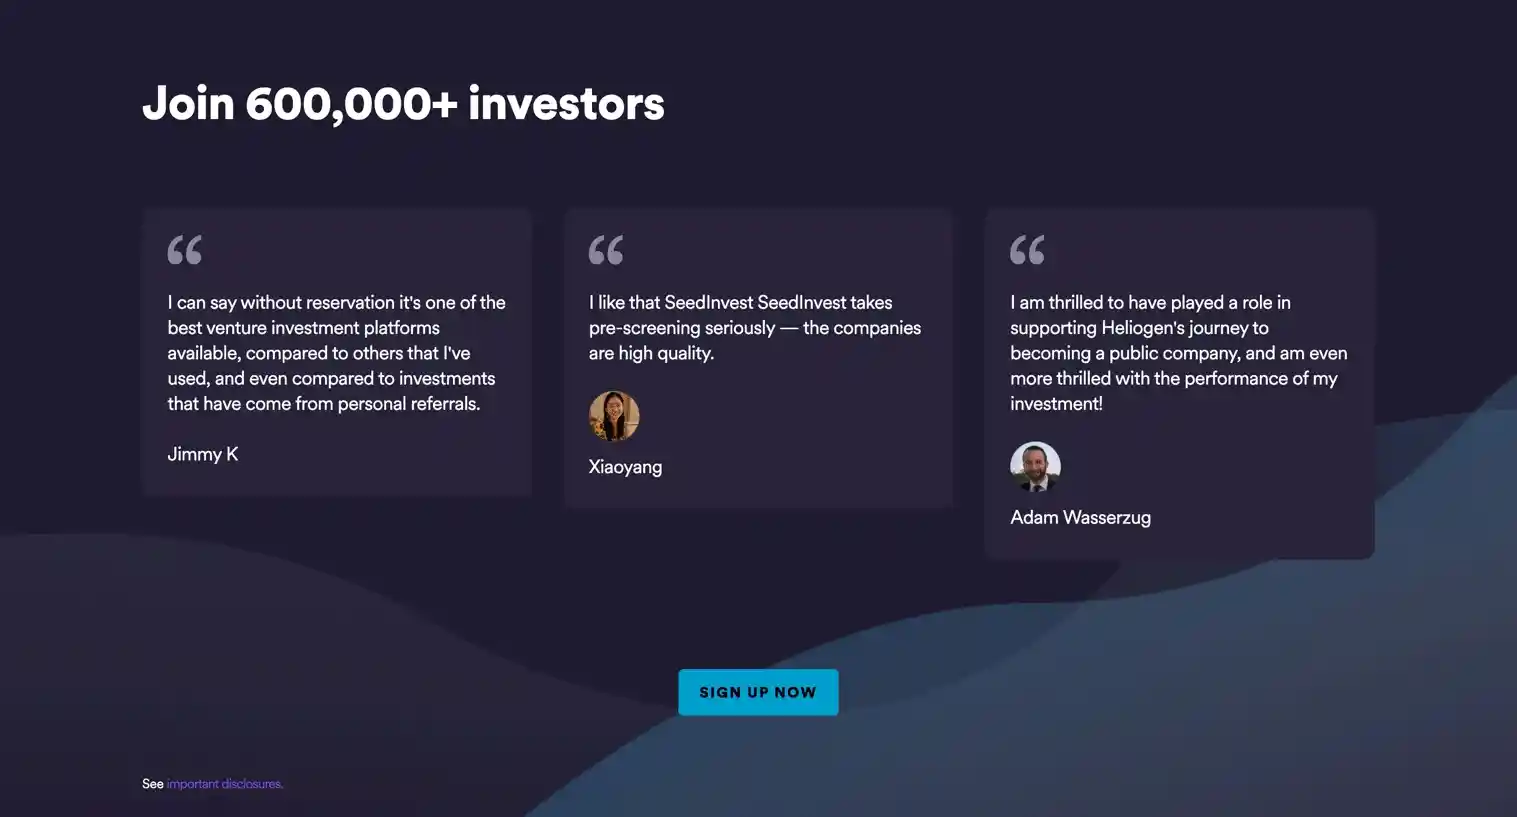 Join 600,000+ investors
I can say without reservation it's one of the
best venture investment platforms
available, compared to others that I've
used, and even compared to investments
that have come from personal referrals.
Jimmy K
I like that SeedInvest SeedInvest takes
pre-screening seriously — the companies
are high quality.
Xiaoyang
I am thrilled to have played a role in
supporting Heliogen's journey to
becoming a public company, and am even
more thrilled with the performance of my
investment!
Adam Wasserzug
SIGN UP NOW
See important disclosures.